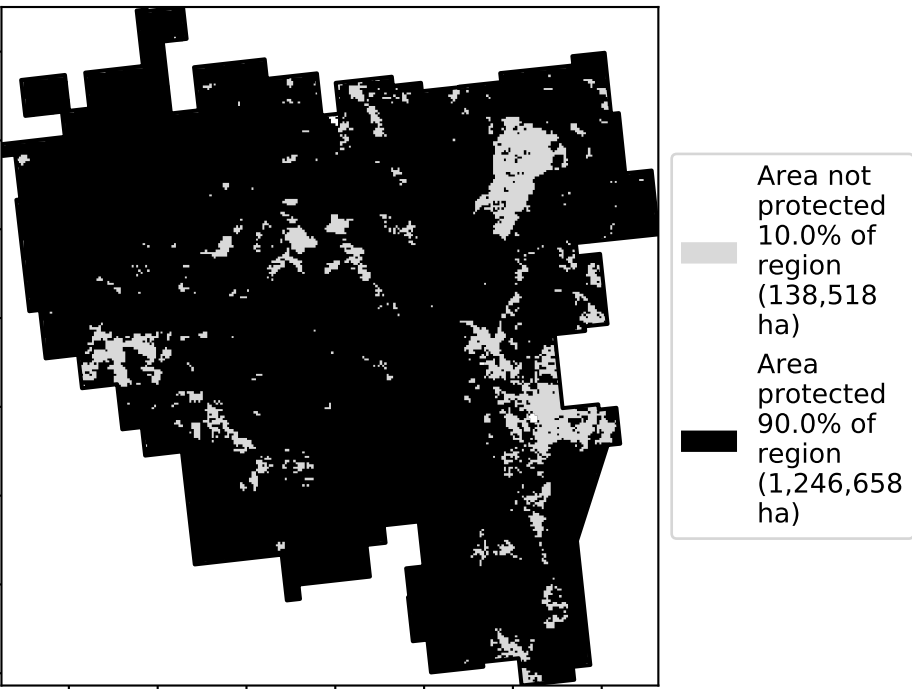 Area not
protected
10.0% of
region
(138,518
ha)
Area
protected
90.0% of
region
(1,246,658
ha)